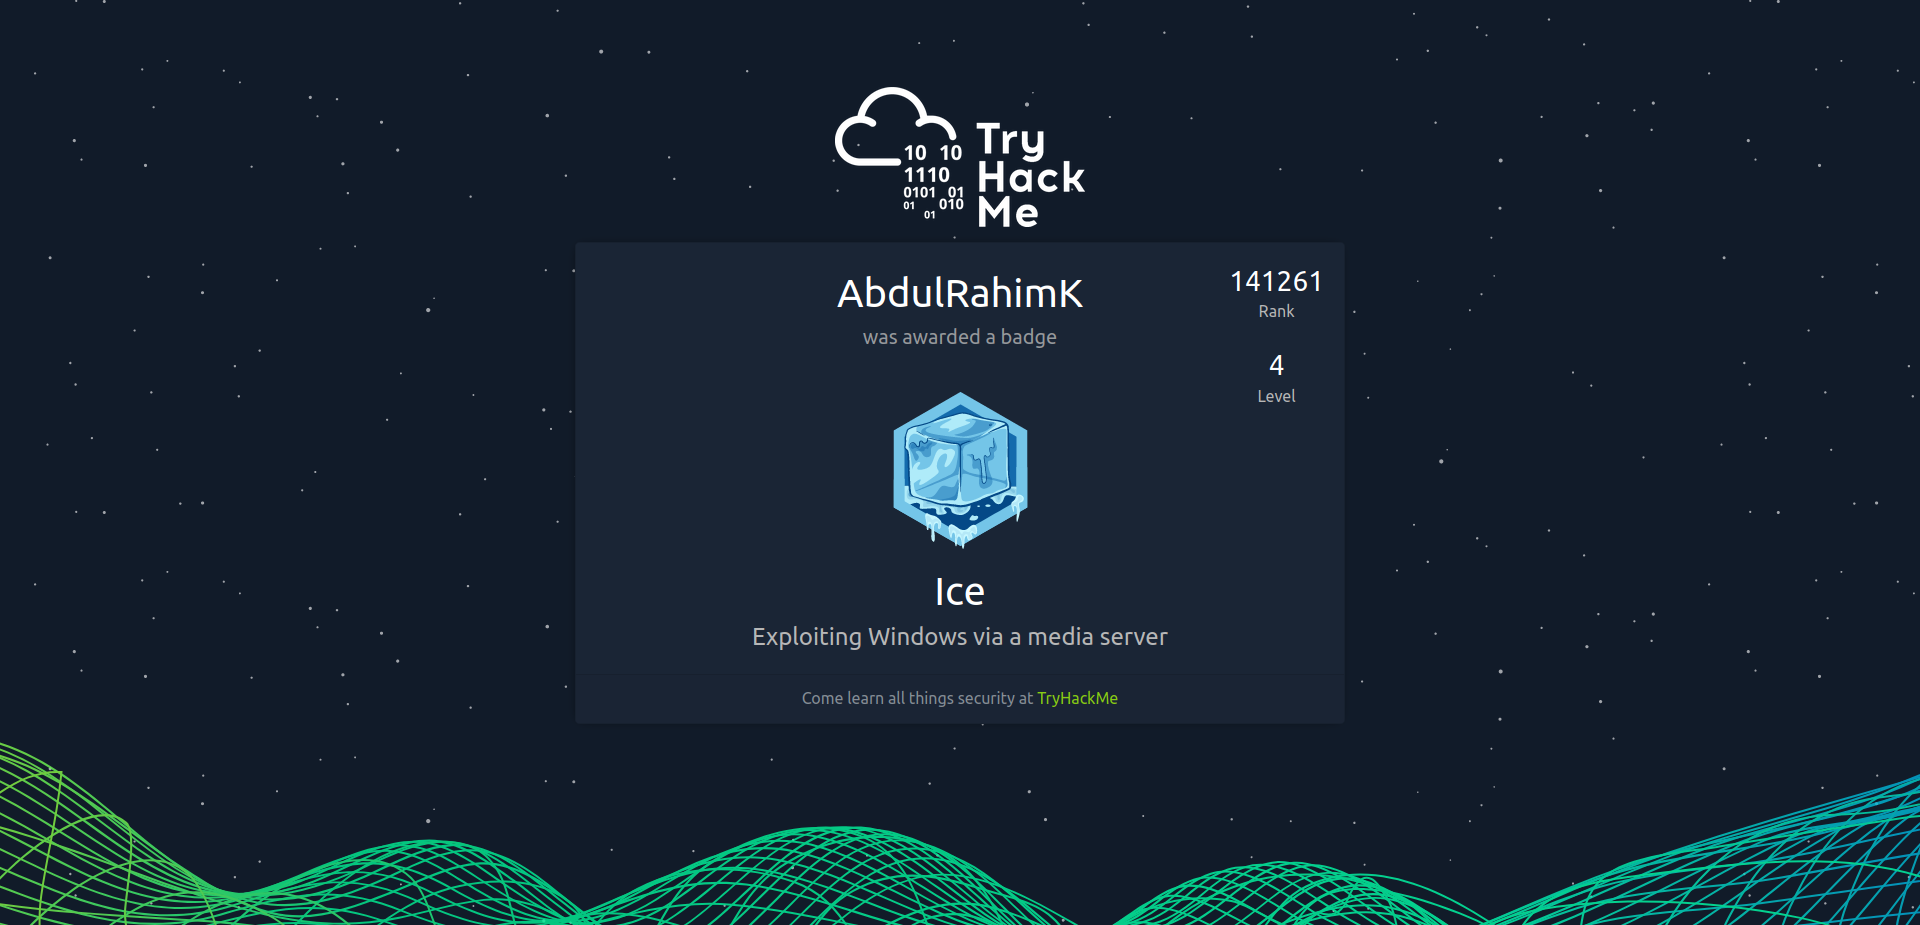 10 10
1110
0101 01
01 010
01
Try
Hack
Me
AbdulRahimK
was awarded a badge
141261
Rank
4
Level
Ice
Exploiting Windows via a media server
Come learn all things security at TryHackMe